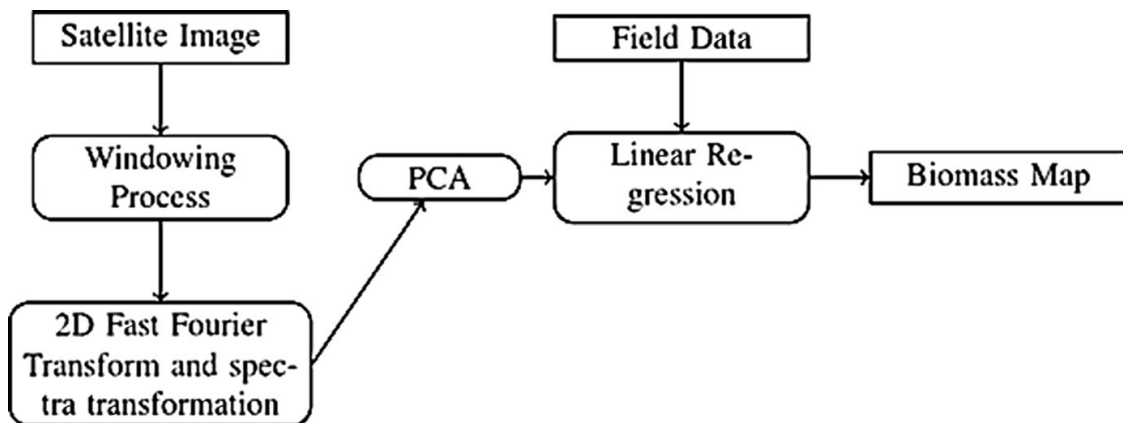 Satellite Image
Windowing
Process
2D Fast Fourier
Transform and spec-
tra transformation
PCA
Field Data
Linear Re-
gression
Biomass Map